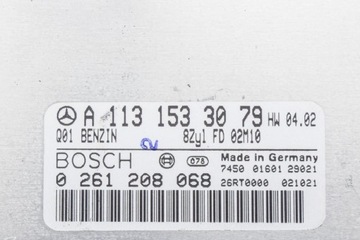 A 113 153 30 79 HW 04.02
Q01 BENZIN 8Zyl FD 02M10
BOSCH 078 Made in Germany
7450 01601 29021
0 261 208 068 26RT0000 021021